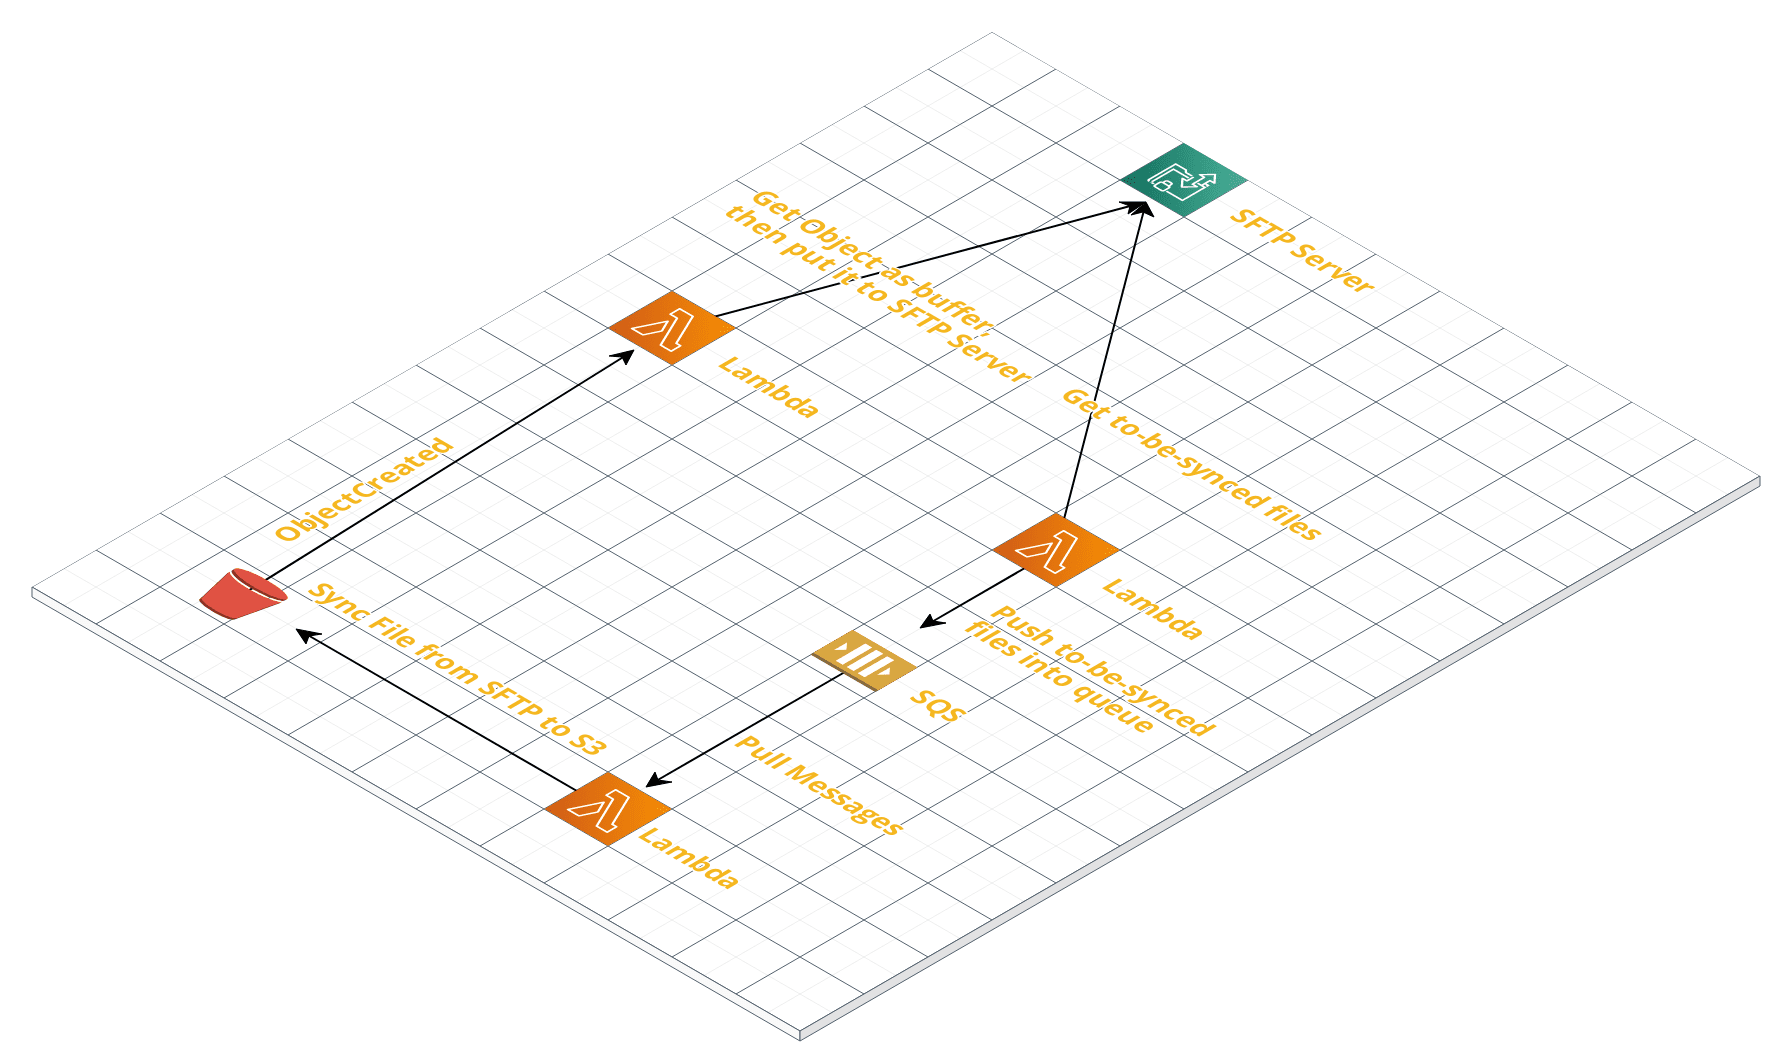 SFTP Server
Get Object as buffer,
then put it to SFTP Server
Lambda
Get to-be-synced files
ObjectCreated
Lambda
Sync File from SFTP to S3
Push to-be-synced
files into queue
SQS
Pull Messages
Lambda